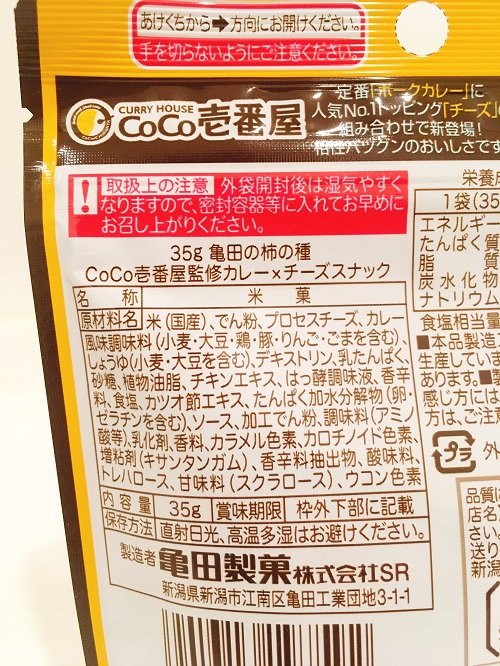 あけくちから➡方向にお開けください。
手を切らないようにご注意ください。
定番「ポークカレー」に
人気No.1トッピング「チーズ」の
組み合わせで新登場!
相性バツグンのおいしさです
CURRY HOUSE
CoCo壱番屋
取扱上の注意 外袋開封後は湿気やすく
なりますので、密封容器等に入れてお早めに
お召し上がりください。
35g 亀田の柿の種
CoCo壱番屋監修カレー×チーズスナック
名称 米菓
原材料名 米(国産)、でん粉、プロセスチーズ、カレー
風味調味料(小麦・大豆・鶏・豚・りんご・ごまを含む)、
しょうゆ(小麦・大豆を含む)、デキストリン、乳たんぱく、
砂糖、植物油脂、チキンエキス、はっ酵調味液、香辛
料、食塩、カツオ節エキス、たんぱく加水分解物(卵・
ゼラチンを含む)、ソース、加工でん粉、調味料(アミノ
酸等)、乳化剤、香料、カラメル色素、カロチノイド色素、
増粘剤(キサンタンガム)、香辛料抽出物、酸味料、
トレハロース、甘味料(スクラロース)、ウコン色素
内容量 35g 賞味期限 枠外下部に記載
保存方法 直射日光、高温多湿はお避けください。
製造者 亀田製菓株式会社SR
新潟県新潟市江南区亀田工業団地3-1-1
栄養成
1袋(35
エネルギー
たんぱく質
脂質
炭水化物
ナトリウム
食塩相当量
■本品製造工
生産してい
あります。■製
感じ方には
方は、ご注
プラ 外
品質に
店名
さい。
送り
新潟